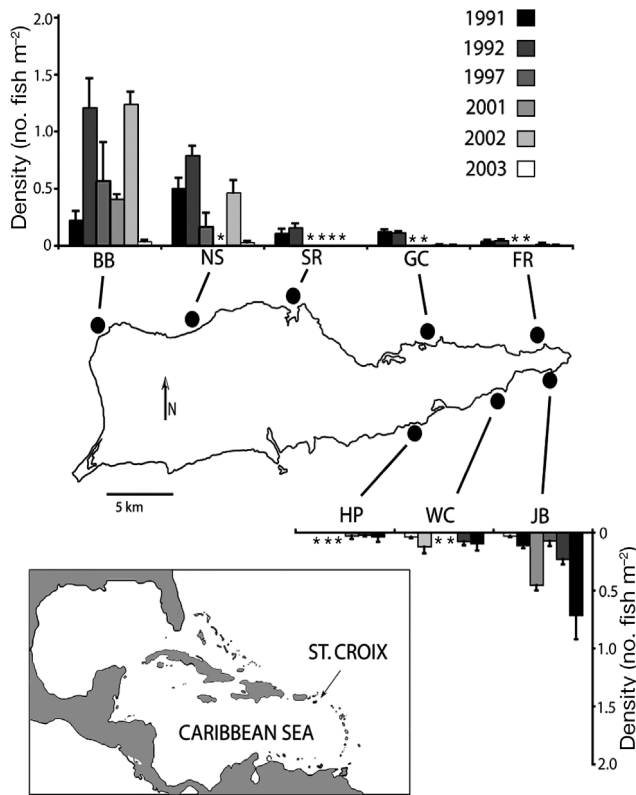 Density (no. fish m⁻²)
2.0
1.5
1.0
0.5
0
1991
1992
1997
2001
2002
2003
*
* * * *
* *
* *
BB NS SR GC FR
N
5 km
HP WC JB
* * *
* *
0
0.5
1.0
1.5
2.0
Density (no. fish m⁻²)
ST. CROIX
CARIBBEAN SEA